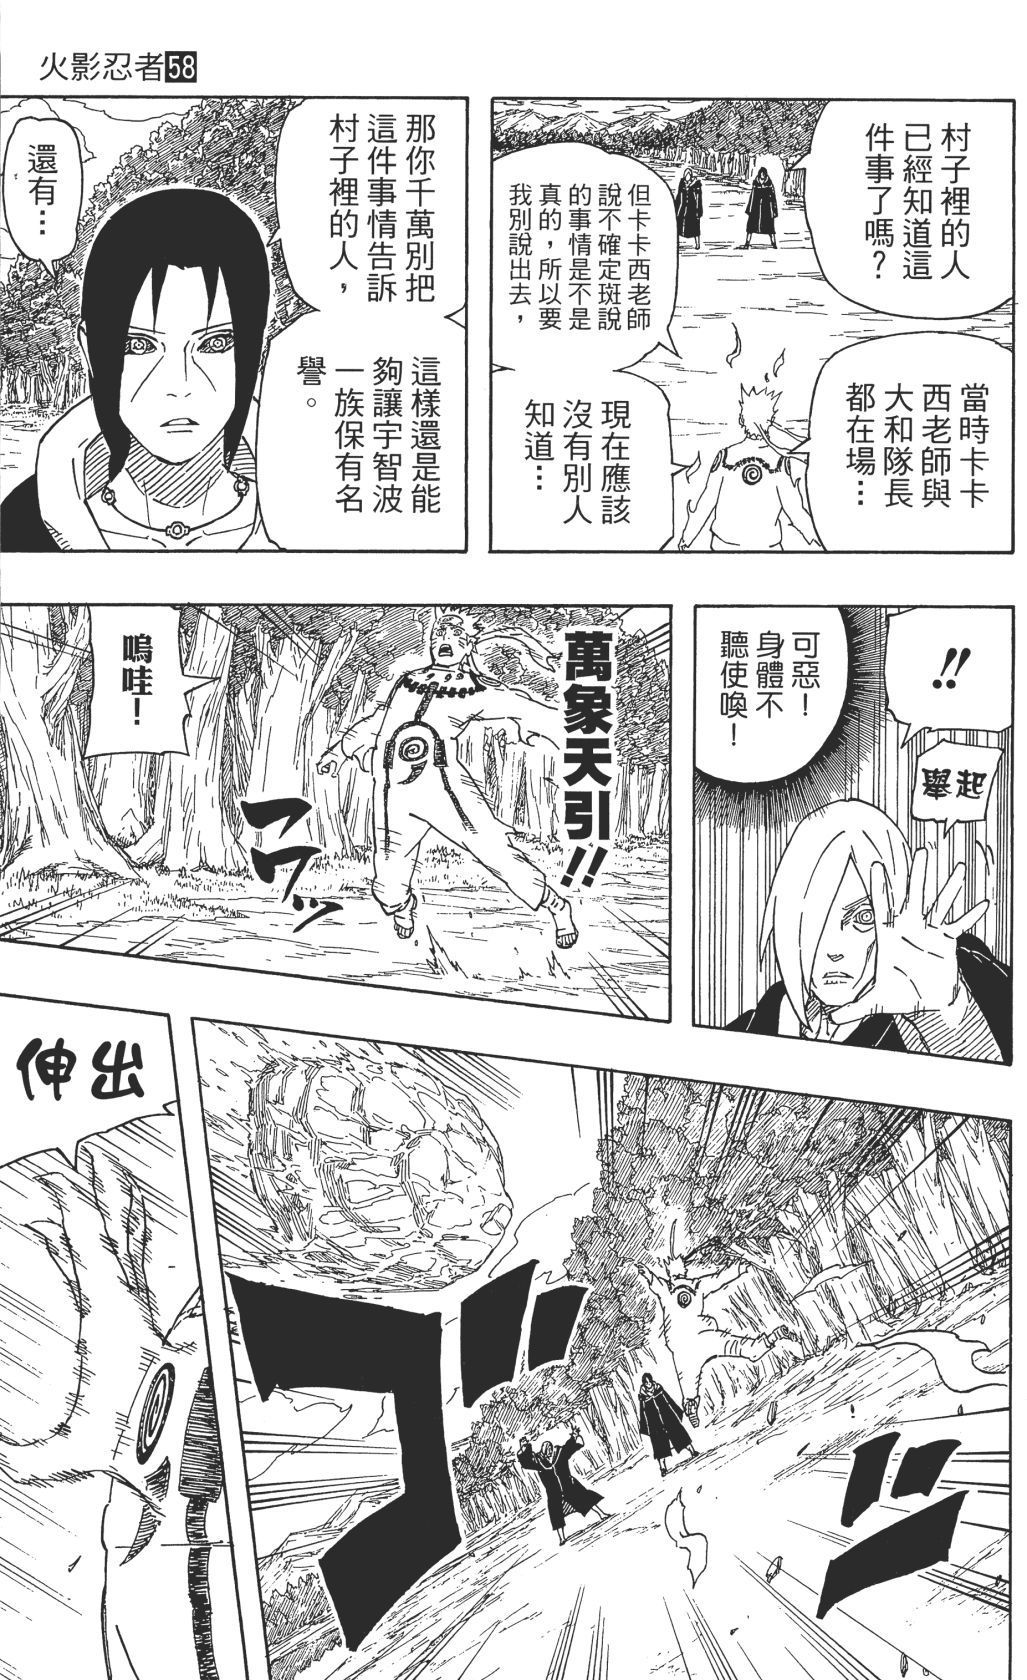 火影忍者58
村子裡的人
已經知道這
件事了嗎？
當時卡卡
西老師與
大和隊長
都在場…
但卡卡西老師
說不確定斑說
的事情是不是
真的，所以要
我別說出去，
現在應該
沒有別人
知道…
那你千萬別把
這件事情告訴
村子裡的人，
這樣還是能
夠讓宇智波
一族保有名
譽。
還有…
!!
舉起
可惡！
身體不
聽使喚！
萬象天引!!
フワッ
嗚哇！
ゴゴ
伸出